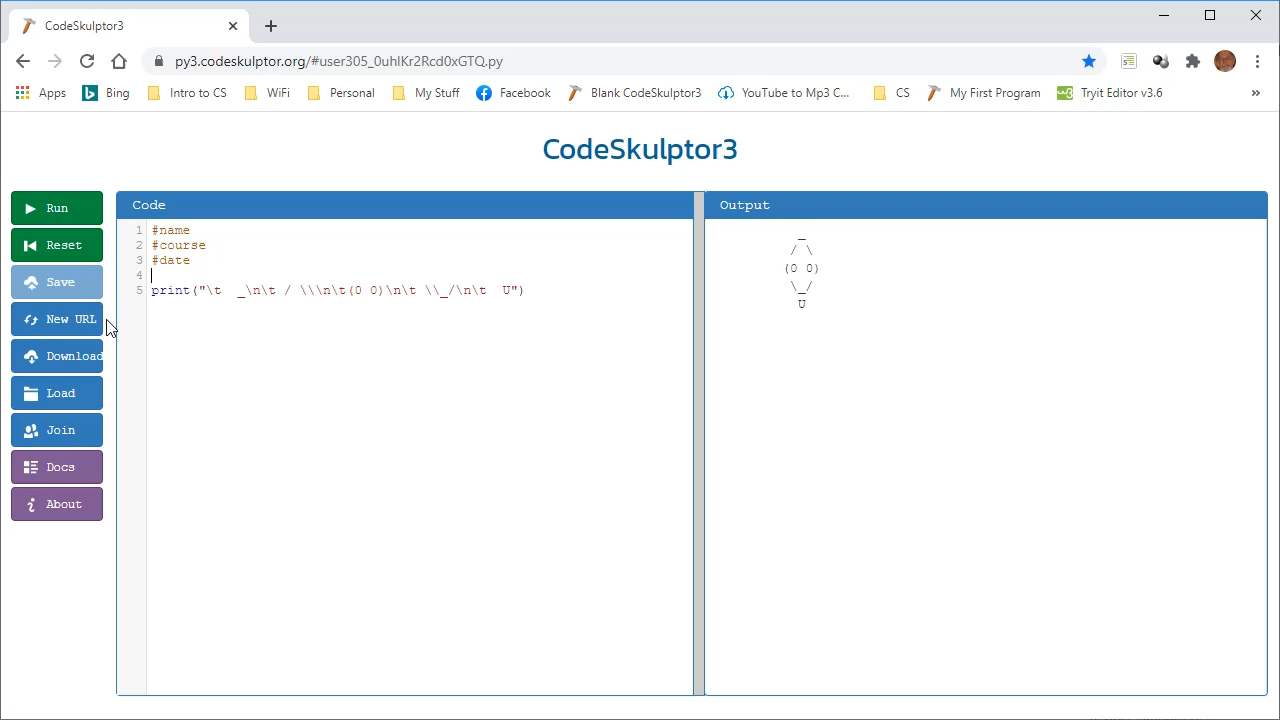 CodeSkulptor3
py3.codeskulptor.org/#user305_0uhIKr2Rcd0xGTQ.py
Apps Bing Intro to CS WiFi Personal My Stuff Facebook Blank CodeSkulptor3 YouTube to Mp3 C... CS My First Program Tryit Editor v3.6 »
CodeSkulptor3
Run
Reset
Save
New URL
Download
Load
Join
Docs
About
Code
1 #name
2 #course
3 #date
4
5 print("\t  _\n\t / \\\n\t(0 0)\n\t \\_/\n\t  U")
Output
  _
 / \
(0 0)
 \_/
  U